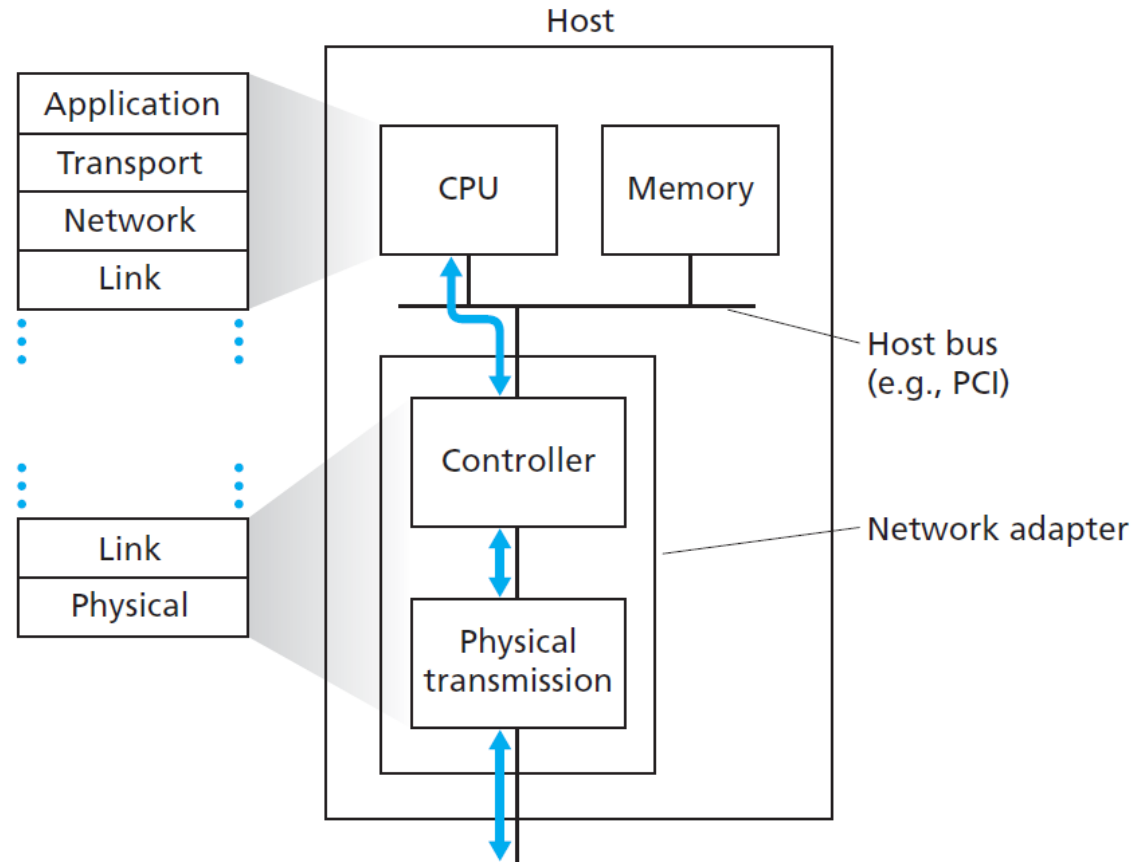 Host
Application
Transport
Network
Link
CPU
Memory
Host bus
(e.g., PCI)
Controller
Network adapter
Link
Physical
Physical
transmission